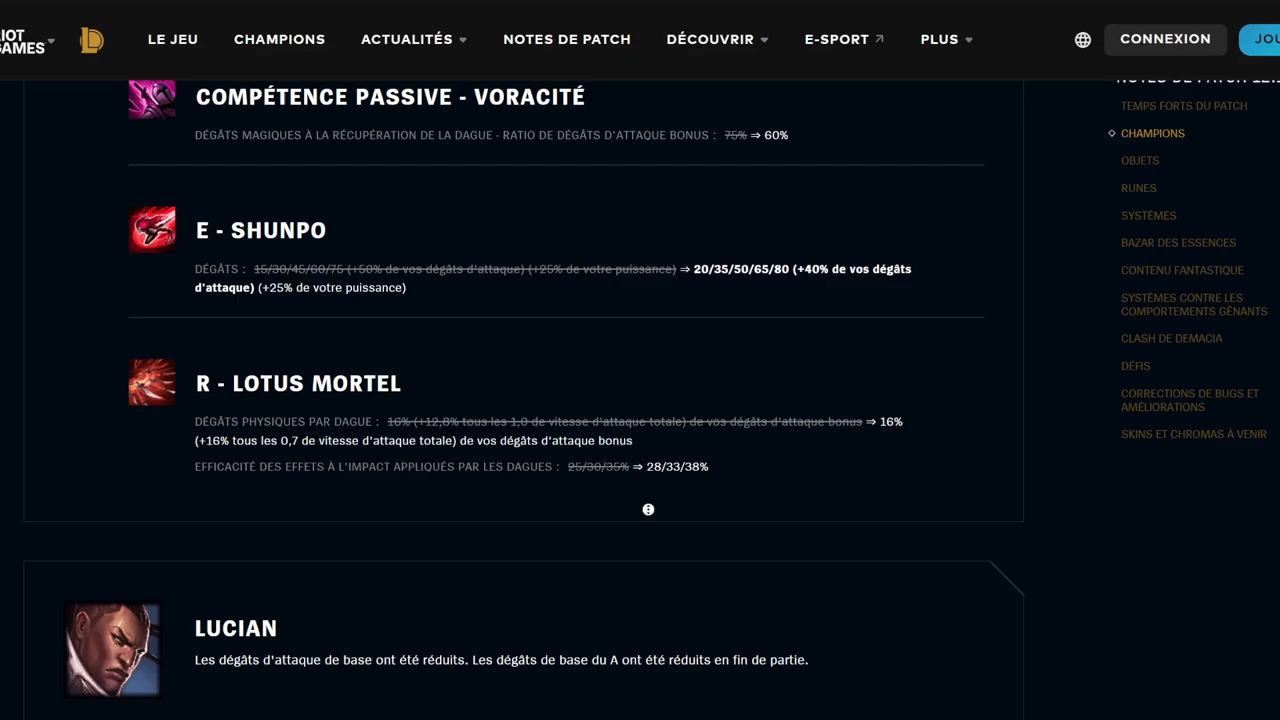 RIOT
GAMES
LE JEU
CHAMPIONS
ACTUALITÉS
NOTES DE PATCH
DÉCOUVRIR
E-SPORT
PLUS
CONNEXION
COMPÉTENCE PASSIVE - VORACITÉ
DÉGÂTS MAGIQUES À LA RÉCUPÉRATION DE LA DAGUE - RATIO DE DÉGÂTS D'ATTAQUE BONUS : 75% ⇒ 60%
E - SHUNPO
DÉGÂTS : 15/30/45/60/75 (+50% de vos dégâts d'attaque) (+25% de votre puissance) ⇒ 20/35/50/65/80 (+40% de vos dégâts
d'attaque) (+25% de votre puissance)
R - LOTUS MORTEL
DÉGÂTS PHYSIQUES PAR DAGUE : 16% (+12,8% tous les 1,0 de vitesse d'attaque totale) de vos dégâts d'attaque bonus ⇒ 16%
(+16% tous les 0,7 de vitesse d'attaque totale) de vos dégâts d'attaque bonus
EFFICACITÉ DES EFFETS À L'IMPACT APPLIQUÉS PAR LES DAGUES : 25/30/35% ⇒ 28/33/38%
LUCIAN
Les dégâts d'attaque de base ont été réduits. Les dégâts de base du A ont été réduits en fin de partie.
NOTES DE PATCH
TEMPS FORTS DU PATCH
CHAMPIONS
OBJETS
RUNES
SYSTÈMES
BAZAR DES ESSENCES
CONTENU FANTASTIQUE
SYSTÈMES CONTRE LES
COMPORTEMENTS GÊNANTS
CLASH DE DEMACIA
DÉFIS
CORRECTIONS DE BUGS ET
AMÉLIORATIONS
SKINS ET CHROMAS À VENIR